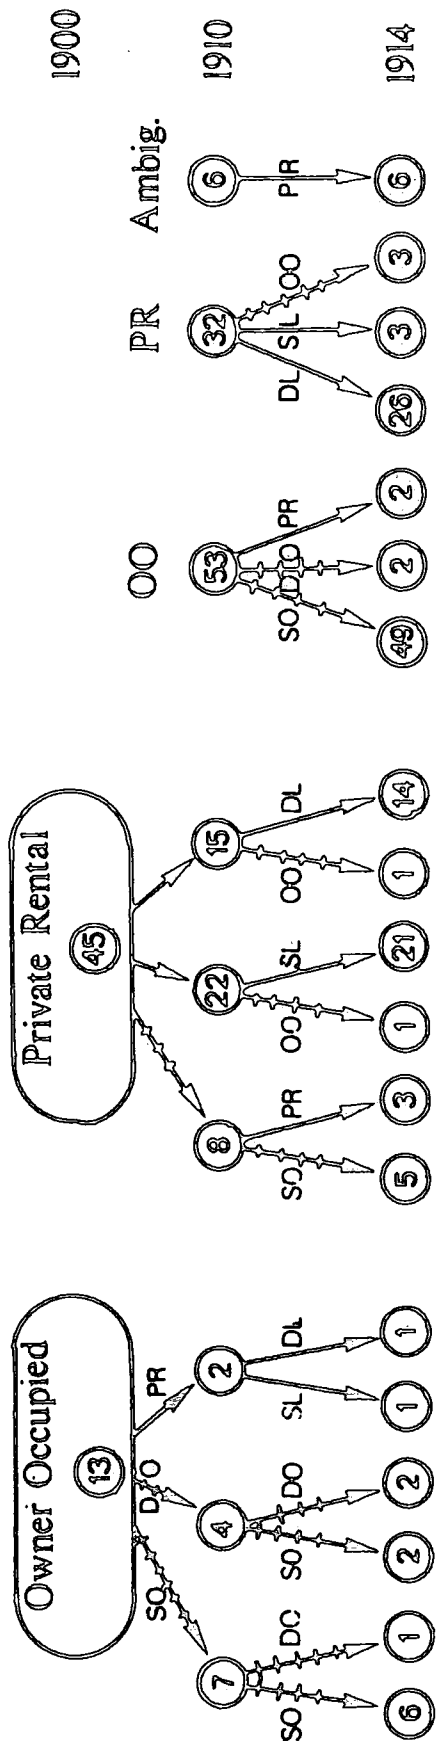 Owner Occupied Private Rental
13 45 1900
OO PR Ambig.
SO DO PR
7 4 2 8 22 15 53 32 6 1910
SO DO SO DO SL DL SO PR OO SL OO DL SO DO PR DL SL OO PR
6 1 2 2 1 1 5 3 1 21 1 14 49 2 2 26 3 3 6 1914